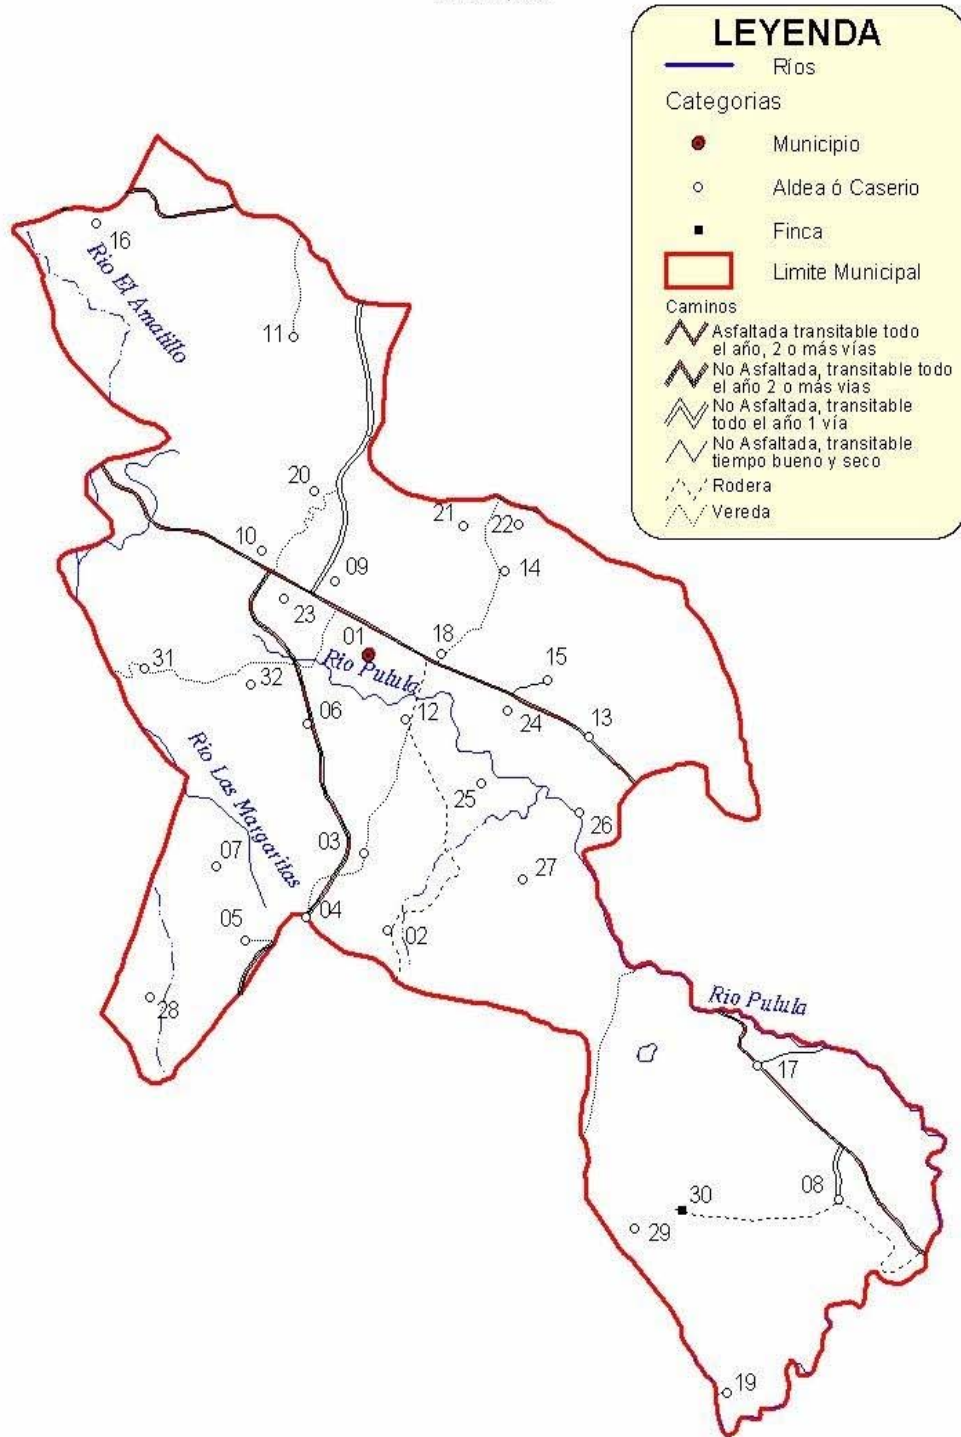 LEYENDA
Ríos
Categorias
Municipio
Aldea ó Caserio
Finca
Limite Municipal
Caminos
Asfaltada transitable todo
el año, 2 o más vías
No Asfaltada, transitable todo
el año 2 o más vias
No Asfaltada, transitable
todo el año 1 vía
No Asfaltada, transitable
tiempo bueno y seco
Rodera
Vereda
16
Rio El Amatillo
11
20
21
22
10
09
14
23
01
18
31
Rio Pulula
15
32
06
12
24
13
Rio Las Margaritas
25
26
03
07
27
04
05
02
28
Rio Pulula
17
30
08
29
19